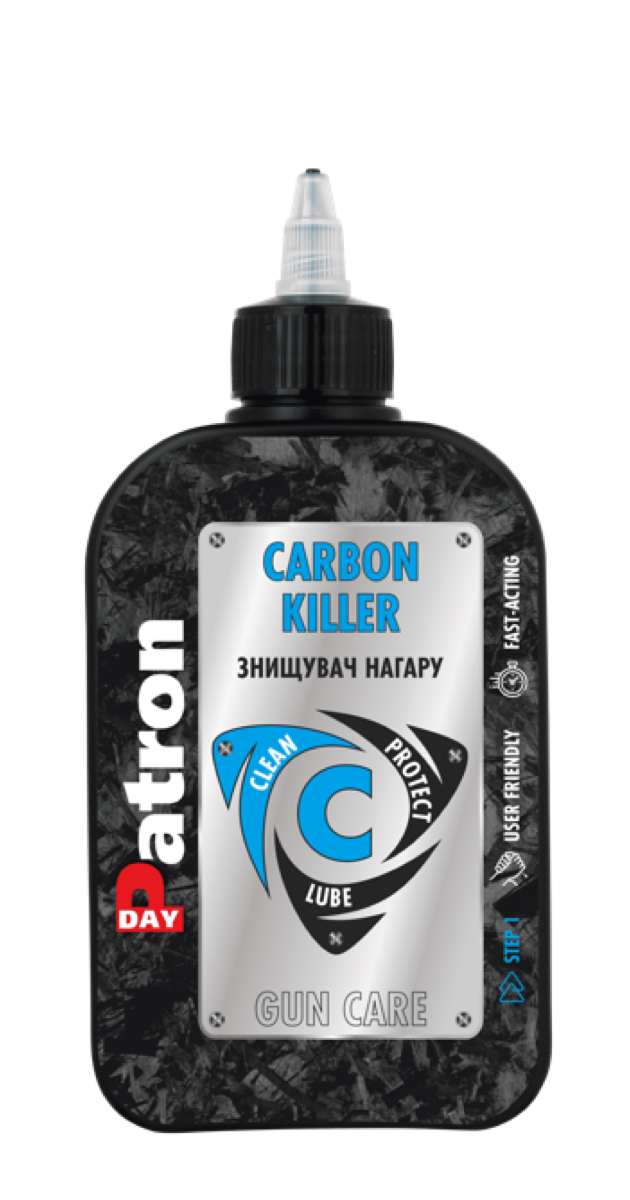 CARBON
KILLER
ЗНИЩУВАЧ НАГАРУ
CLEAN
PROTECT
C
LUBE
GUN CARE
Patron
DAY
FAST-ACTING
USER FRIENDLY
STEP 1